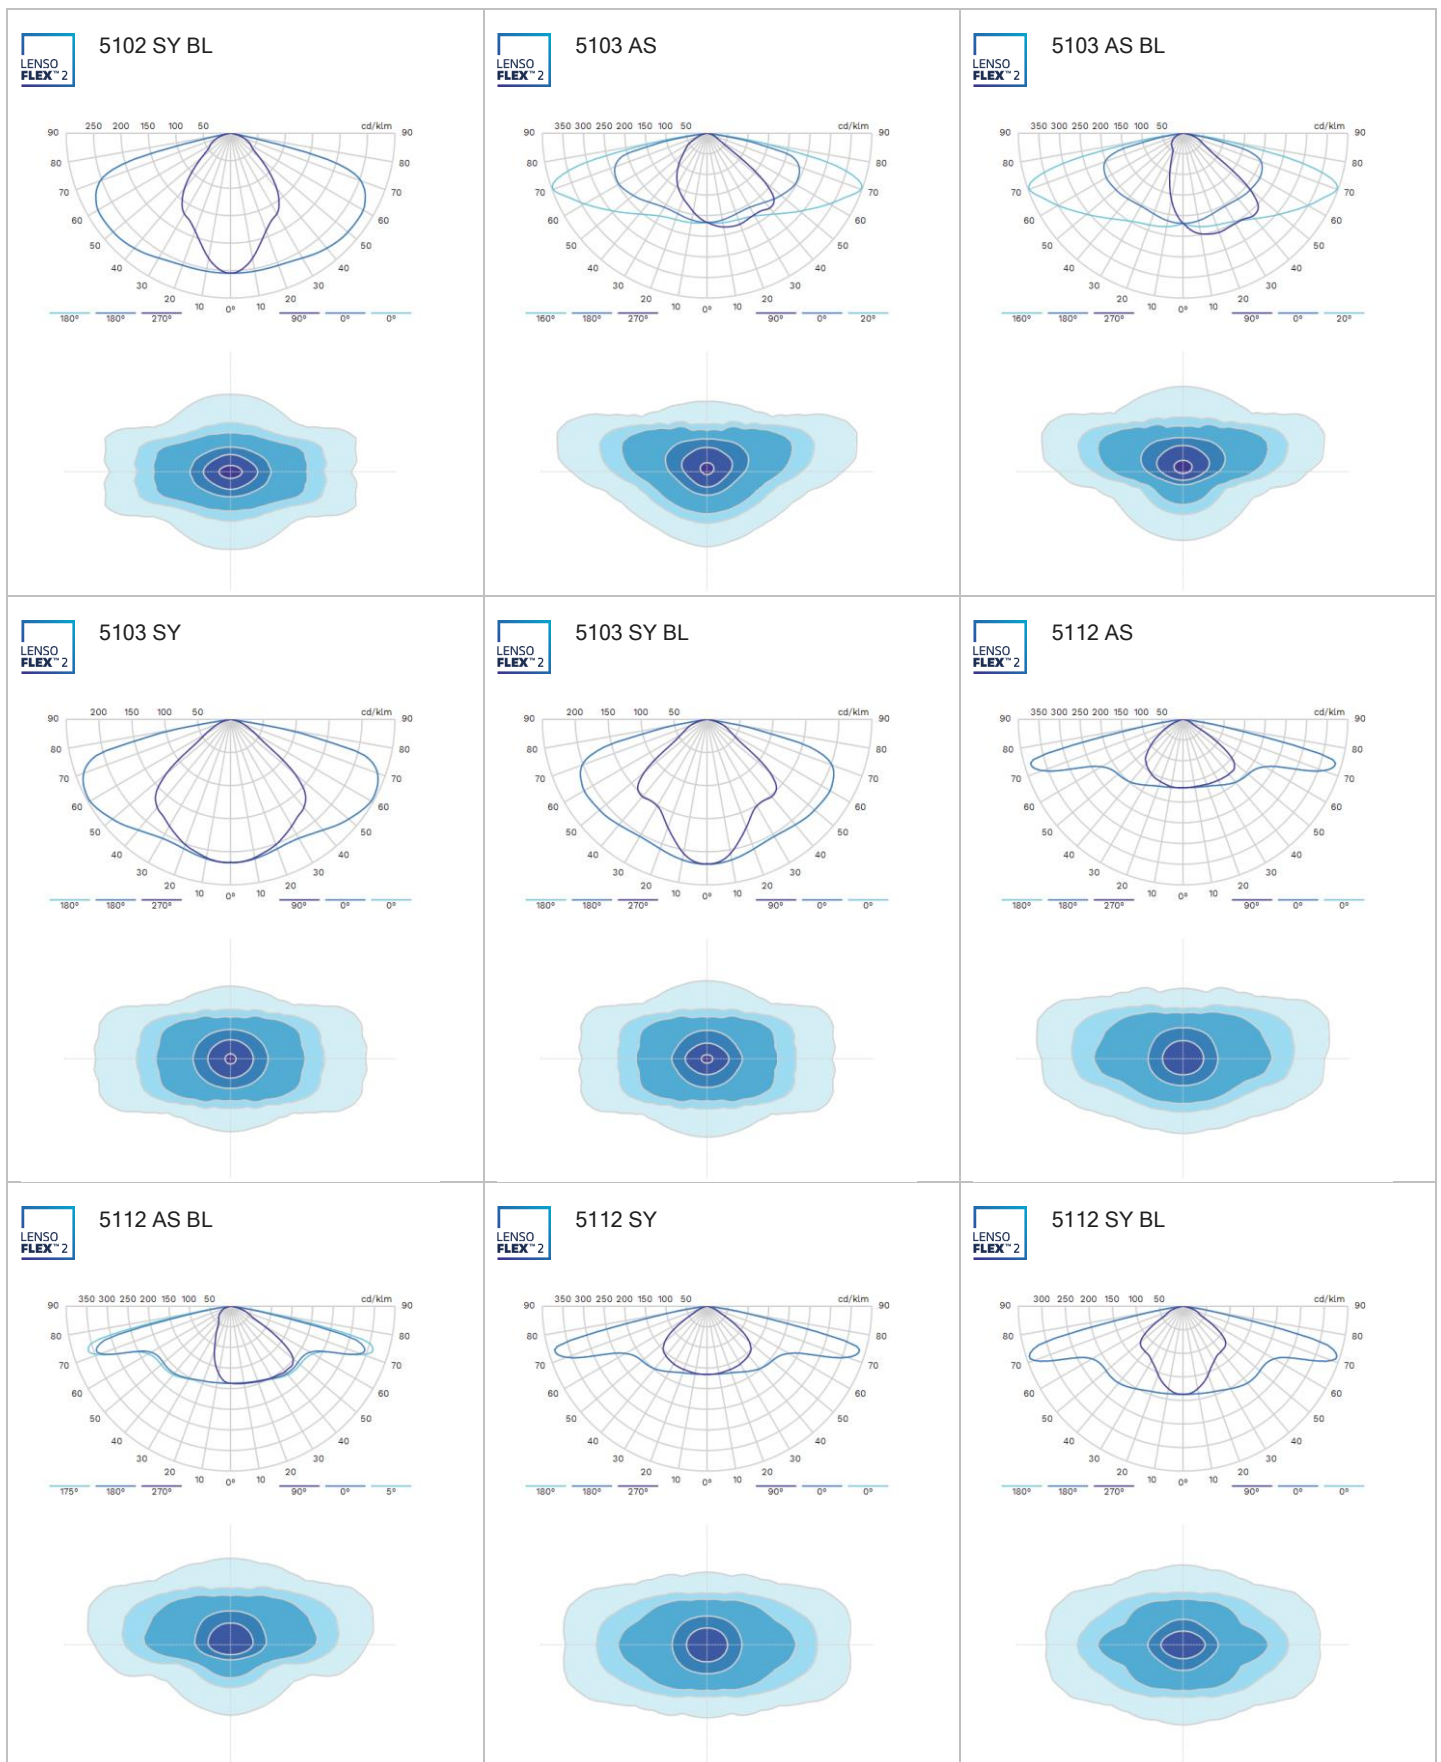 5102 SY BL
LENSO
FLEX™2
90 250 200 150 100 50 cd/klm 90
80 80
70 70
60 60
50 50
40 40
30 30
20 10 0° 10 20
180° 180° 270° 90° 0° 0°
5103 AS
LENSO
FLEX™2
90 350 300 250 200 150 100 50 cd/klm 90
80 80
70 70
60 60
50 50
40 40
30 30
20 10 0° 10 20
160° 180° 270° 90° 0° 20°
5103 AS BL
LENSO
FLEX™2
90 350 300 250 200 150 100 50 cd/klm 90
80 80
70 70
60 60
50 50
40 40
30 30
20 10 0° 10 20
160° 180° 270° 90° 0° 20°
5103 SY
LENSO
FLEX™2
90 200 150 100 50 cd/klm 90
80 80
70 70
60 60
50 50
40 40
30 30
20 10 0° 10 20
180° 180° 270° 90° 0° 0°
5103 SY BL
LENSO
FLEX™2
90 200 150 100 50 cd/klm 90
80 80
70 70
60 60
50 50
40 40
30 30
20 10 0° 10 20
180° 180° 270° 90° 0° 0°
5112 AS
LENSO
FLEX™2
90 350 300 250 200 150 100 50 cd/klm 90
80 80
70 70
60 60
50 50
40 40
30 30
20 10 0° 10 20
180° 180° 270° 90° 0° 0°
5112 AS BL
LENSO
FLEX™2
90 350 300 250 200 150 100 50 cd/klm 90
80 80
70 70
60 60
50 50
40 40
30 30
20 10 0° 10 20
175° 180° 270° 90° 0° 5°
5112 SY
LENSO
FLEX™2
90 350 300 250 200 150 100 50 cd/klm 90
80 80
70 70
60 60
50 50
40 40
30 30
20 10 0° 10 20
180° 180° 270° 90° 0° 0°
5112 SY BL
LENSO
FLEX™2
90 300 250 200 150 100 50 cd/klm 90
80 80
70 70
60 60
50 50
40 40
30 30
20 10 0° 10 20
180° 180° 270° 90° 0° 0°